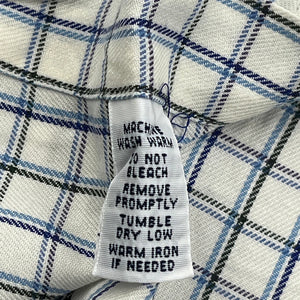 MACHINE
WASH WARM
DO NOT
BLEACH
REMOVE
PROMPTLY
TUMBLE
DRY LOW
WARM IRON
IF NEEDED